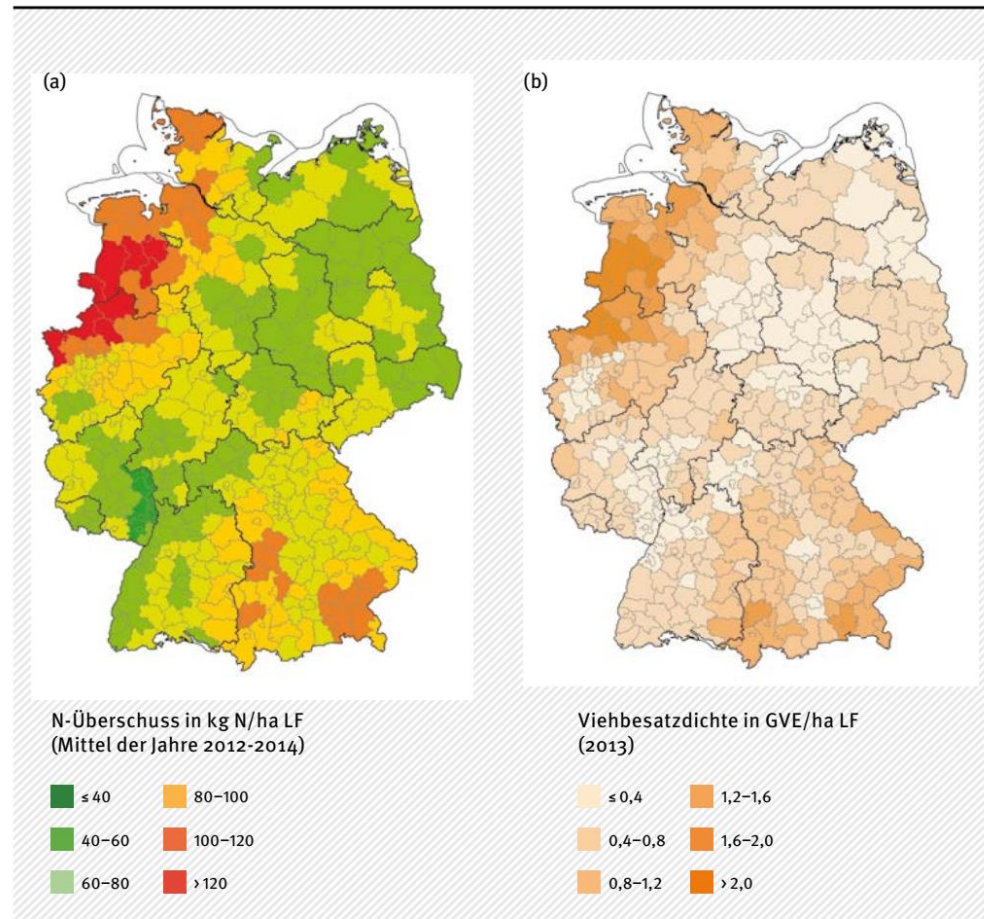 (a)
(b)
N-Überschuss in kg N/ha LF
(Mittel der Jahre 2012-2014)
≤ 40
80–100
40–60
100–120
60–80
> 120
Viehbesatzdichte in GVE/ha LF
(2013)
≤ 0,4
1,2–1,6
0,4–0,8
1,6–2,0
0,8–1,2
> 2,0